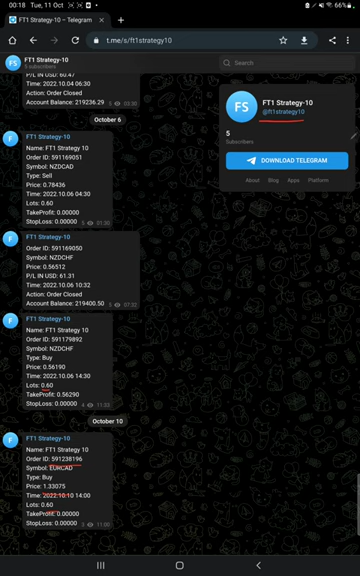 00:18 Tue, 11 Oct
66%
FT1 Strategy-10 – Telegram
t.me/s/ft1strategy10
FT1 Strategy-10
5 subscribers
Search
P/L IN USD: 60.47
Time: 2022.10.04 06:30
Action: Order Closed
Account Balance: 219236.29
5 03:30
FS
FT1 Strategy-10
@ft1strategy10
5
Subscribers
DOWNLOAD TELEGRAM
About Blog Apps Platform
October 6
FT1 Strategy-10
Name: FT1 Strategy 10
Order ID: 591169051
Symbol: NZDCAD
Type: Sell
Price: 0.78436
Time: 2022.10.06 04:30
Lots: 0.60
TakeProfit: 0.00000
StopLoss: 0.00000
5 01:30
FT1 Strategy-10
Order ID: 591169050
Symbol: NZDCHF
Price: 0.56512
P/L IN USD: 61.31
Time: 2022.10.06 10:32
Action: Order Closed
Account Balance: 219400.50
5 07:32
FT1 Strategy-10
Name: FT1 Strategy 10
Order ID: 591179892
Symbol: NZDCHF
Type: Buy
Price: 0.56190
Time: 2022.10.06 14:30
Lots: 0.60
TakeProfit: 0.56290
StopLoss: 0.00000
4 11:33
October 10
FT1 Strategy-10
Name: FT1 Strategy 10
Order ID: 591238196
Symbol: EURCAD
Type: Buy
Price: 1.33075
Time: 2022.10.10 14:00
Lots: 0.60
TakeProfit: 0.00000
StopLoss: 0.00000
5 11:00